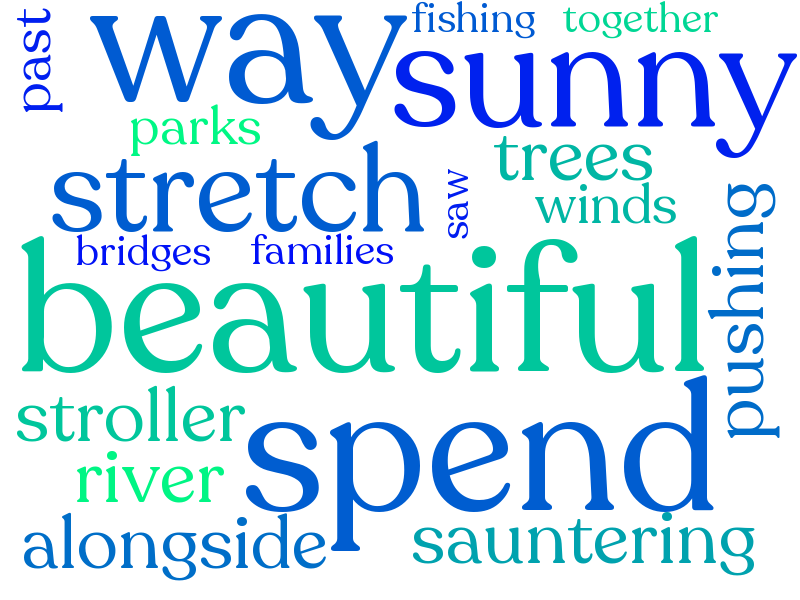 past
way
fishing
together
sunny
parks
trees
stretch
saw
winds
pushing
bridges
families
beautiful
stroller
spend
river
alongside
sauntering